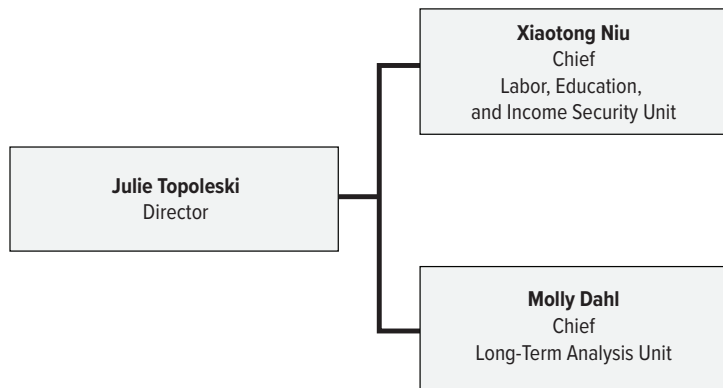 Xiaotong Niu
Chief
Labor, Education,
and Income Security Unit
Julie Topoleski
Director
Molly Dahl
Chief
Long-Term Analysis Unit